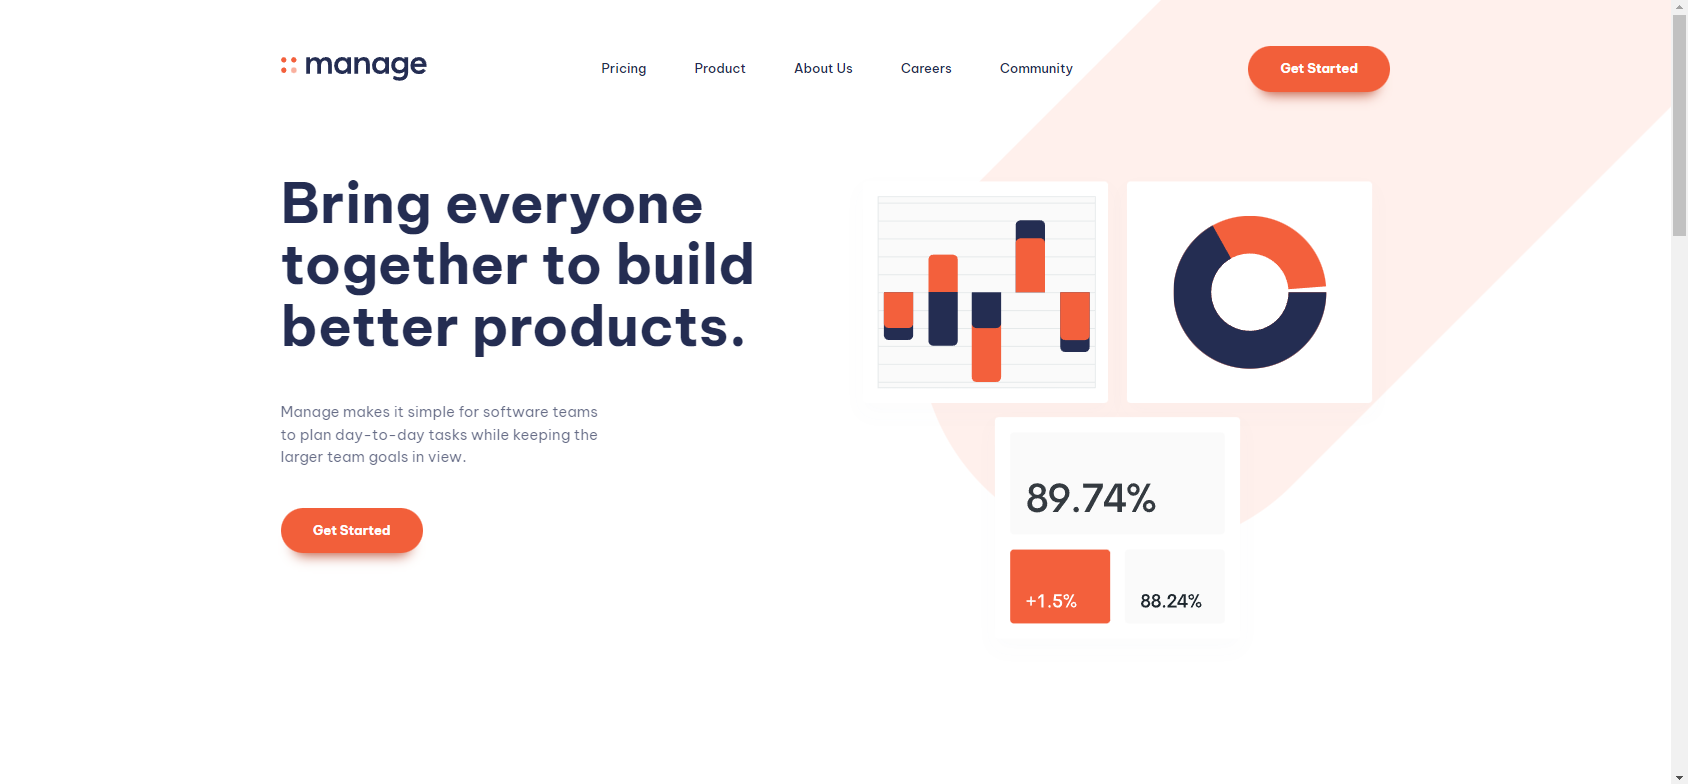 manage
Pricing
Product
About Us
Careers
Community
Get Started
Bring everyone
together to build
better products.
Manage makes it simple for software teams
to plan day-to-day tasks while keeping the
larger team goals in view.
Get Started
89.74%
+1.5%
88.24%